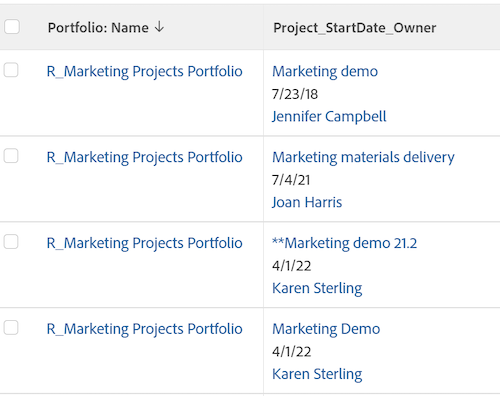 Portfolio: Name ↓ Project_StartDate_Owner
R_Marketing Projects Portfolio Marketing demo
7/23/18
Jennifer Campbell
R_Marketing Projects Portfolio Marketing materials delivery
7/4/21
Joan Harris
R_Marketing Projects Portfolio **Marketing demo 21.2
4/1/22
Karen Sterling
R_Marketing Projects Portfolio Marketing Demo
4/1/22
Karen Sterling